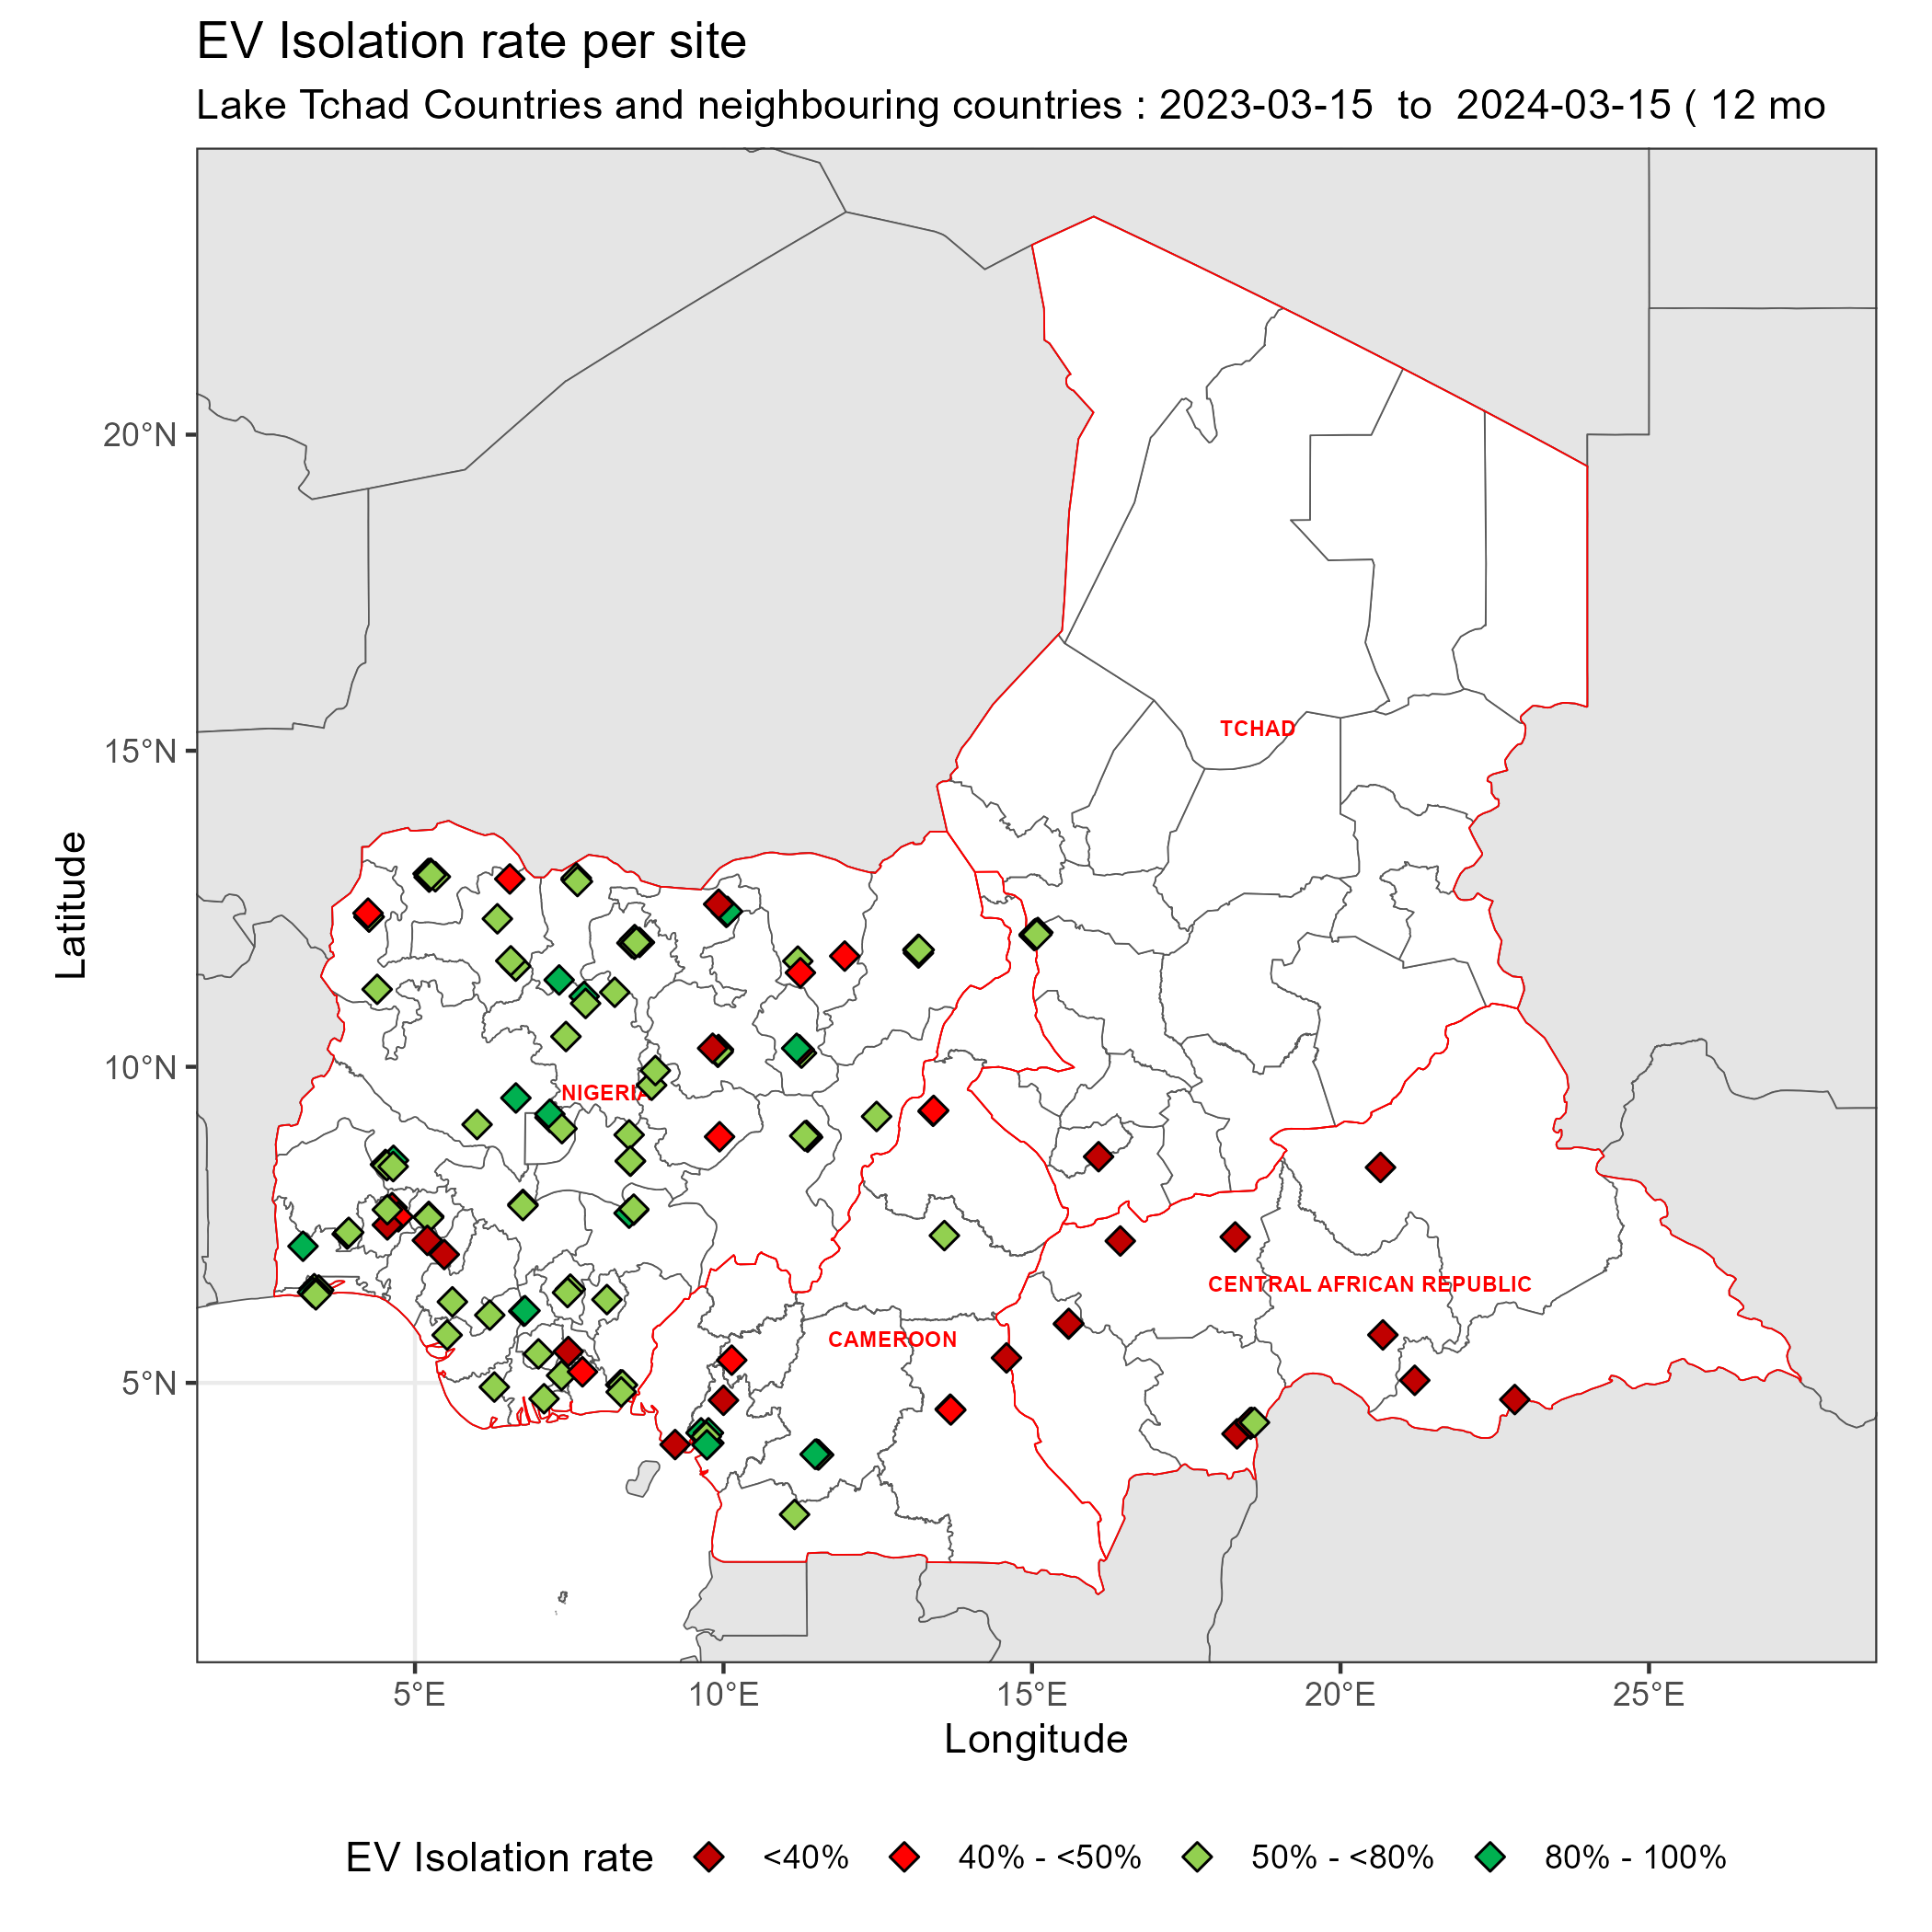 EV Isolation rate per site
Lake Tchad Countries and neighbouring countries : 2023-03-15 to 2024-03-15 ( 12 mo
20°N
15°N
10°N
5°N
Latitude
TCHAD
NIGERIA
CENTRAL AFRICAN REPUBLIC
CAMEROON
5°E 10°E 15°E 20°E 25°E
Longitude
EV Isolation rate <40% 40% - <50% 50% - <80% 80% - 100%